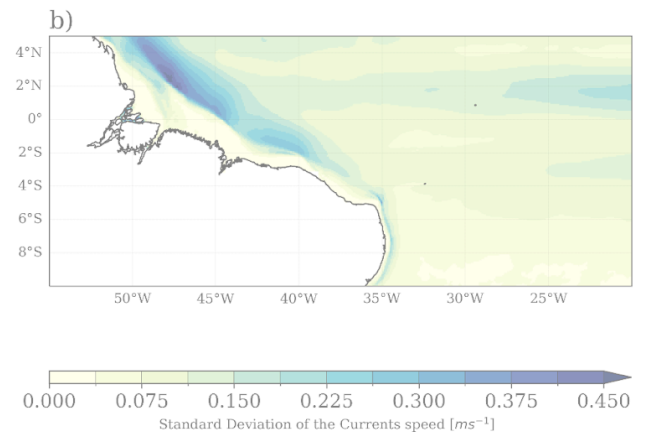 b)
4°N
2°N
0°
2°S
4°S
6°S
8°S
50°W 45°W 40°W 35°W 30°W 25°W
0.000 0.075 0.150 0.225 0.300 0.375 0.450
Standard Deviation of the Currents speed [ms⁻¹]